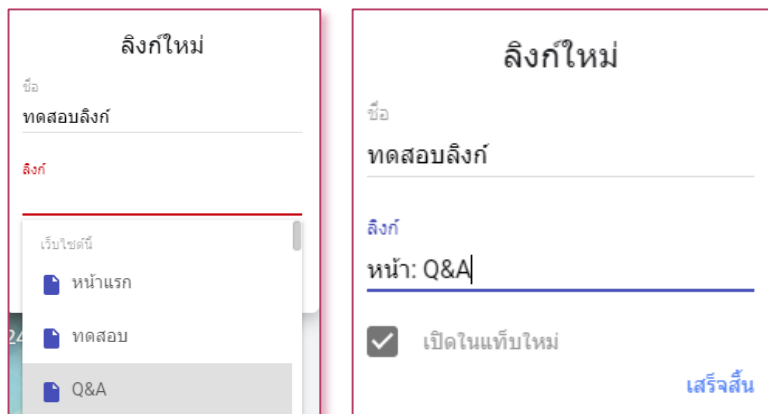 ลิงก์ใหม่
ชื่อ
ทดสอบลิงก์
ลิงก์
เว็บไซต์นี้
หน้าแรก
24
ทดสอบ
Q&A
ลิงก์ใหม่
ชื่อ
ทดสอบลิงก์
ลิงก์
หน้า: Q&A
เปิดในแท็บใหม่
เสร็จสิ้น